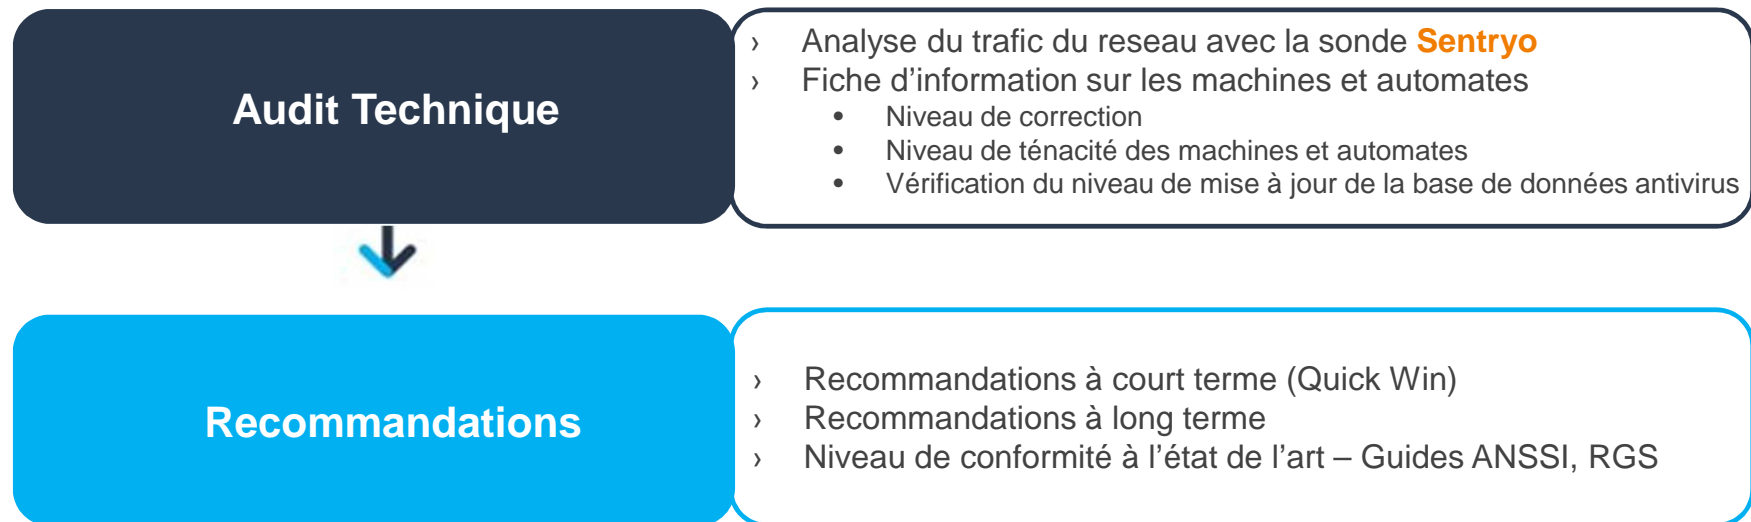 Audit Technique
› Analyse du trafic du reseau avec la sonde Sentryo
› Fiche d’information sur les machines et automates
• Niveau de correction
• Niveau de ténacité des machines et automates
• Vérification du niveau de mise à jour de la base de données antivirus
Recommandations
› Recommandations à court terme (Quick Win)
› Recommandations à long terme
› Niveau de conformité à l’état de l’art – Guides ANSSI, RGS